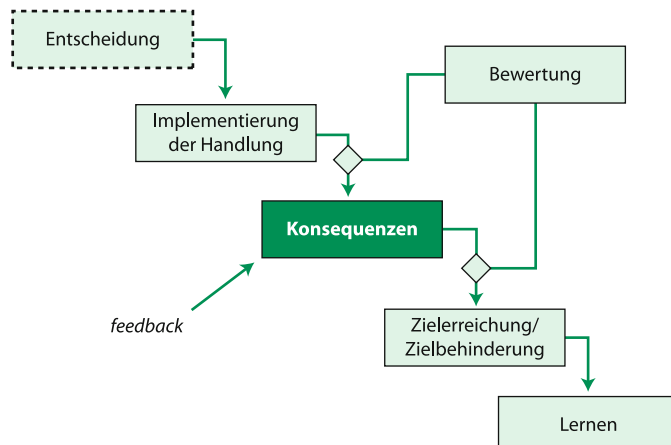 Entscheidung
Bewertung
Implementierung
der Handlung
Konsequenzen
feedback
Zielerreichung/
Zielbehinderung
Lernen